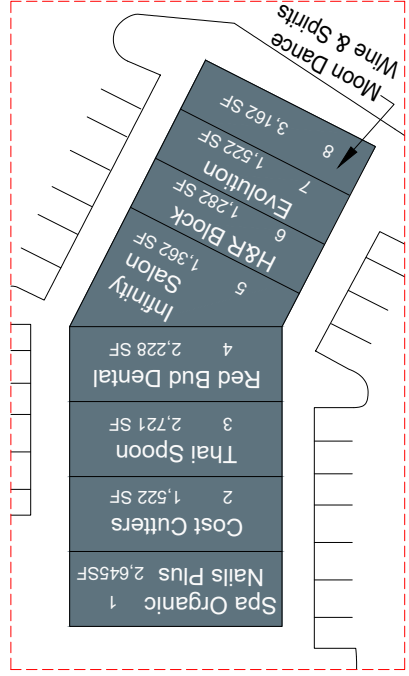 Spa Organic 1
Nails Plus 2,645SSF
Cost Cutters
2 1,522 SF
Thai Spoon
3 2,721 SF
Red Bud Dental
4 2,228 SF
Infinity
Salon
5 1,362 SF
H&R Block
6 1,282 SF
Evolution
7 1,522 SF
8 3,162 SF
Moon Dance
Wine & Spirits